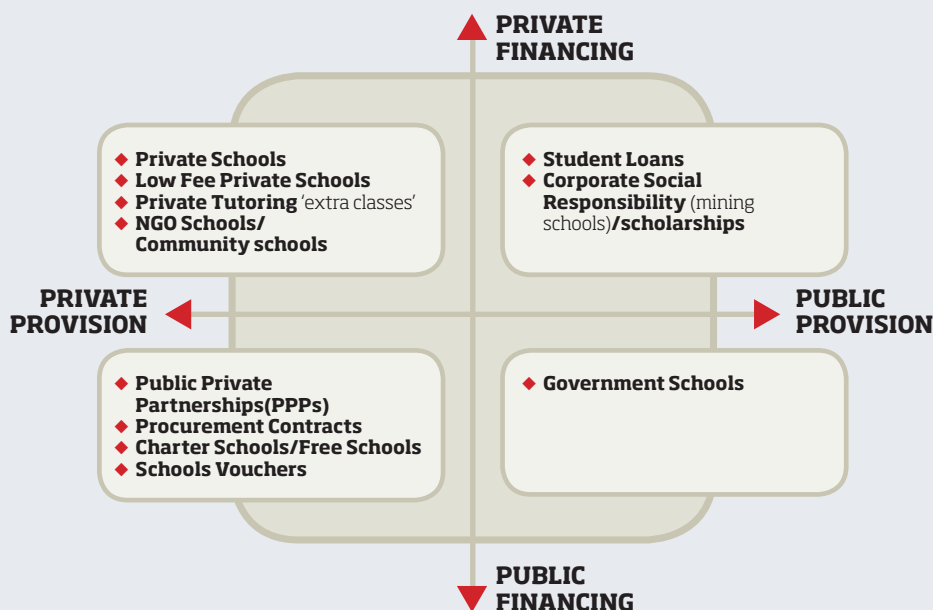 PRIVATE
FINANCING
◆ Private Schools
◆ Low Fee Private Schools
◆ Private Tutoring ‘extra classes’
◆ NGO Schools/
Community schools
◆ Student Loans
◆ Corporate Social
Responsibility (mining
schools)/scholarships
PRIVATE
PROVISION
PUBLIC
PROVISION
◆ Public Private
Partnerships(PPPs)
◆ Procurement Contracts
◆ Charter Schools/Free Schools
◆ Schools Vouchers
◆ Government Schools
PUBLIC
FINANCING